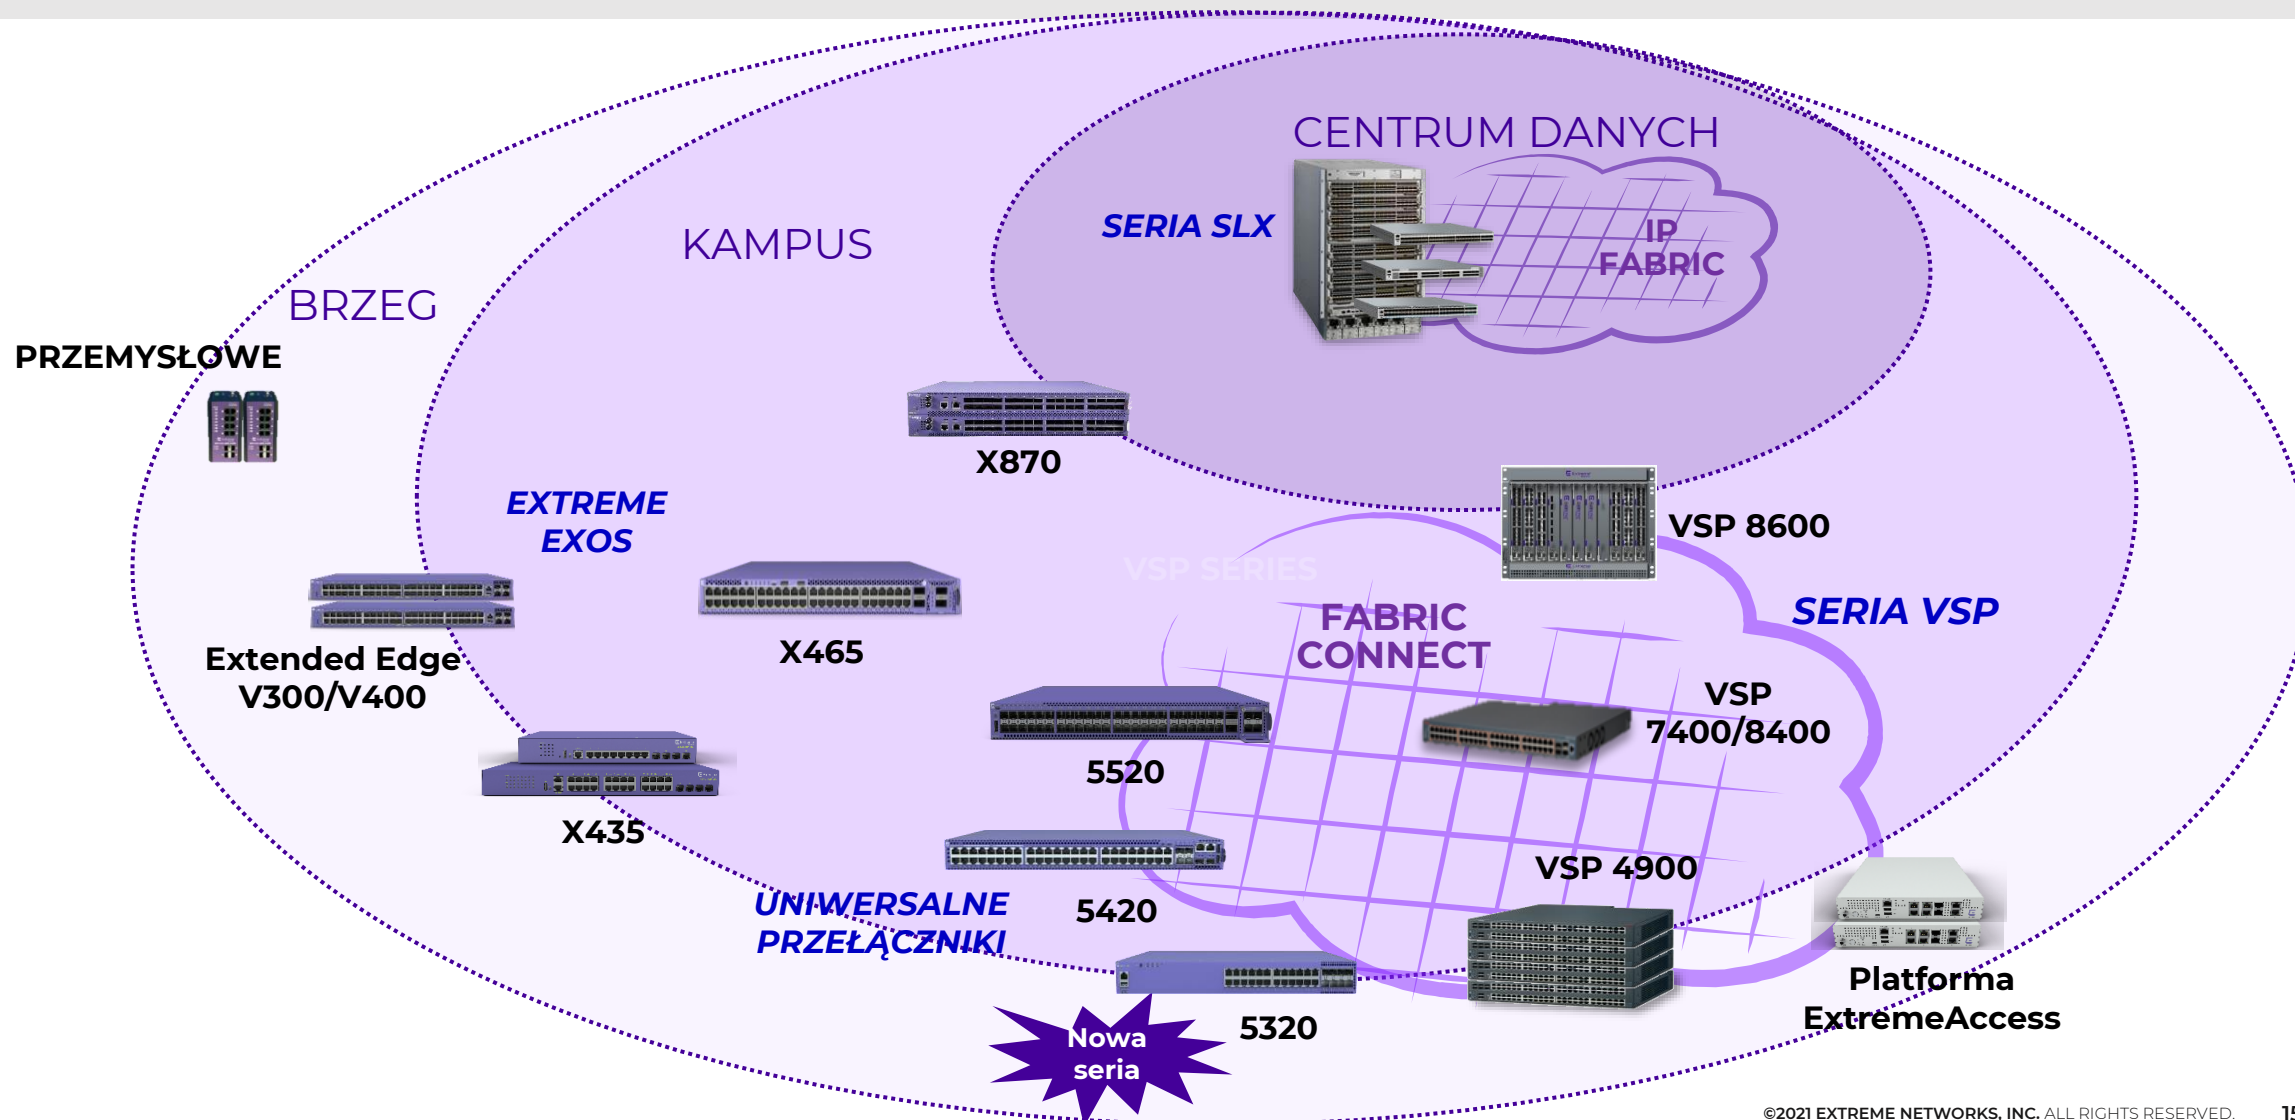 CENTRUM DANYCH
SERIA SLX
IP
FABRIC
KAMPUS
BRZEG
PRZEMYSŁOWE
X870
EXTREME
EXOS
VSP 8600
VSP SERIES
SERIA VSP
FABRIC
CONNECT
X465
Extended Edge
V300/V400
VSP
7400/8400
5520
X435
VSP 4900
UNIWERSALNE
PRZEŁĄCZNIKI
5420
Platforma
ExtremeAccess
5320
Nowa
seria
©2021 EXTREME NETWORKS, INC. ALL RIGHTS RESERVED.